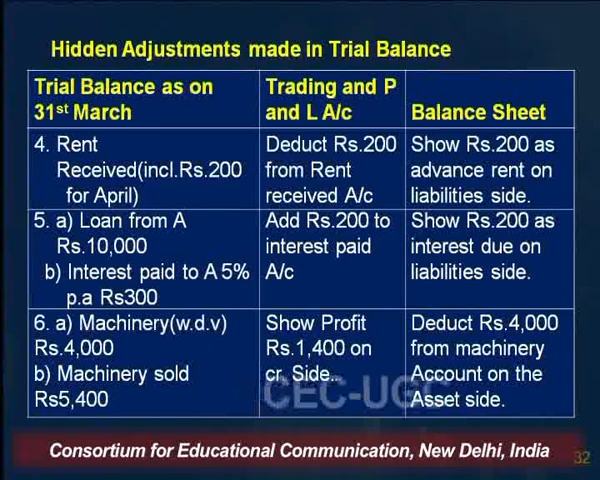 Hidden Adjustments made in Trial Balance
Trial Balance as on
31st March
Trading and P
and L A/c
Balance Sheet
4. Rent
Received(incl.Rs.200
for April)
Deduct Rs.200
from Rent
received A/c
Show Rs.200 as
advance rent on
liabilities side.
5. a) Loan from A
Rs.10,000
b) Interest paid to A 5%
p.a Rs300
Add Rs.200 to
interest paid
A/c
Show Rs.200 as
interest due on
liabilities side.
6. a) Machinery(w.d.v)
Rs.4,000
b) Machinery sold
Rs5,400
Show Profit
Rs.1,400 on
cr. Side..
Deduct Rs.4,000
from machinery
Account on the
Asset side.
CEC-UGC
Consortium for Educational Communication, New Delhi, India
32